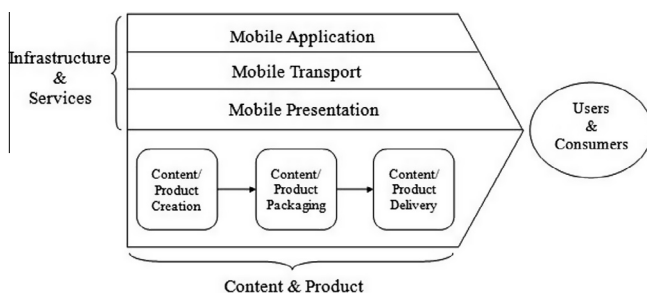 Infrastructure
&
Services
Mobile Application
Mobile Transport
Mobile Presentation
Content/
Product
Creation
Content/
Product
Packaging
Content/
Product
Delivery
Content & Product
Users
&
Consumers